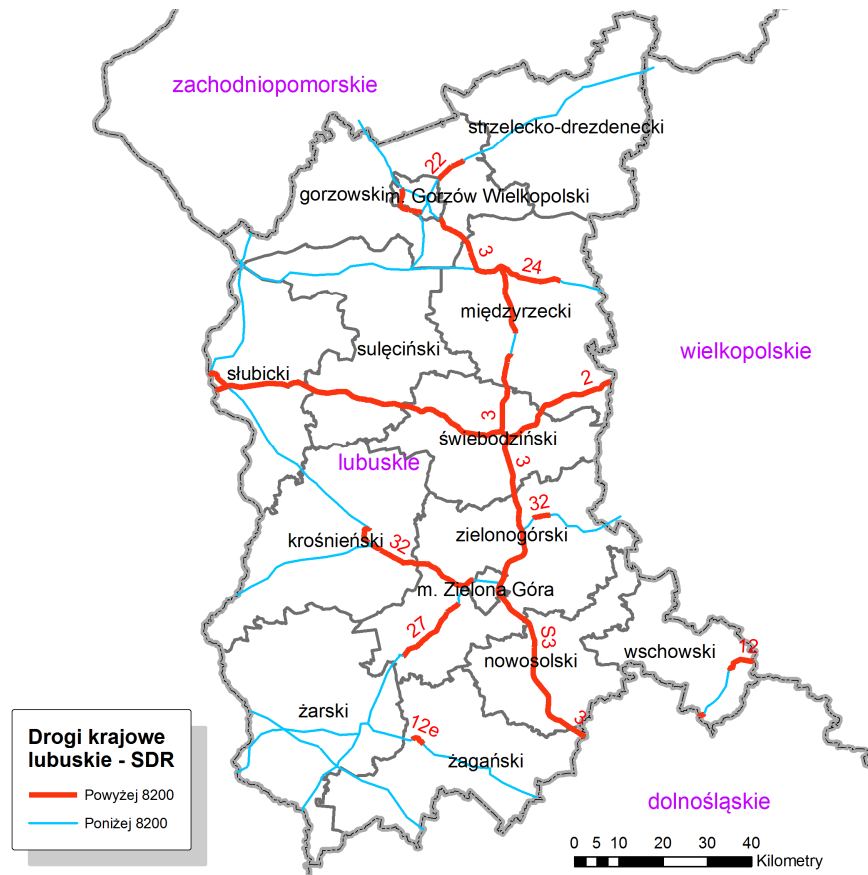 zachodniopomorskie
strzelecko-drezdenecki
22
gorzowski
m. Gorzów Wielkopolski
3
24
międzyrzecki
wielkopolskie
sulęciński
słubicki
2
3
świebodziński
lubuskie
3
32
zielonogórski
krośnieński
32
m. Zielona Góra
27
S3
nowosolski
wschowski
12
żarski
3
12e
żagański
dolnośląskie
Drogi krajowe
lubuskie - SDR
Powyżej 8200
Poniżej 8200
0 5 10 20 30 40
Kilometry